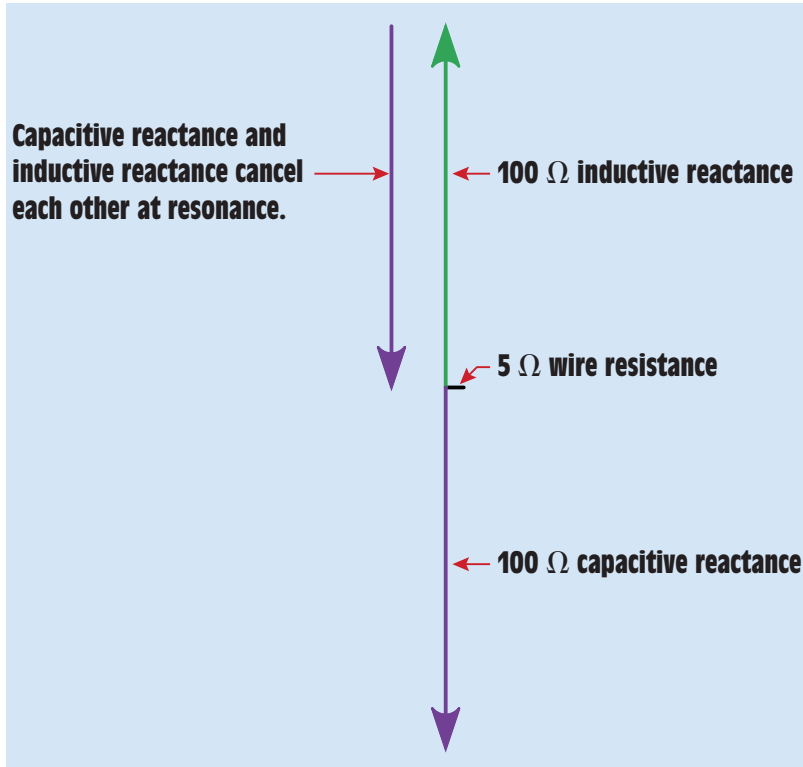 Capacitive reactance and
inductive reactance cancel
each other at resonance.
100 Ω inductive reactance
5 Ω wire resistance
100 Ω capacitive reactance